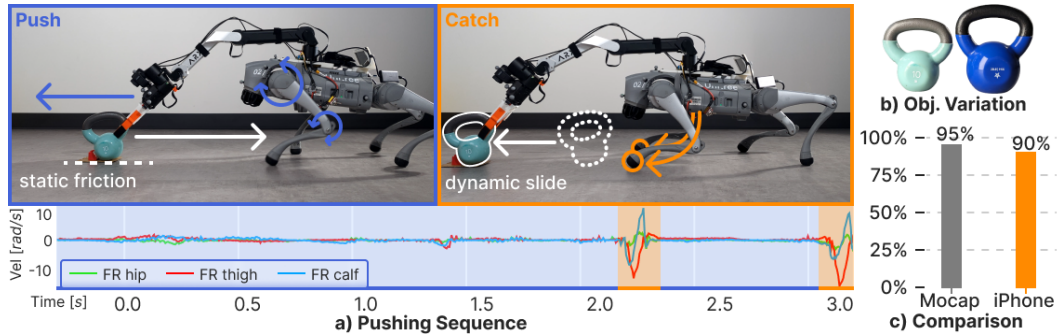 Push
static friction
Catch
dynamic slide
b) Obj. Variation
Vel [rad/s]
10
0
-10
FR hip FR thigh FR calf
Time [s] 0.0 0.5 1.0 1.5 2.0 2.5 3.0
a) Pushing Sequence
100%
75%
50%
25%
0%
95%
90%
Mocap iPhone
c) Comparison